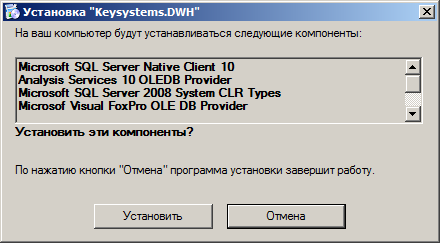 Установка "Keysystems.DWH"
На ваш компьютер будут устанавливаться следующие компоненты:
Microsoft SQL Server Native Client 10
Analysis Services 10 OLEDB Provider
Microsoft SQL Server 2008 System CLR Types
Microsof Visual FoxPro OLE DB Provider
Установить эти компоненты?
По нажатию кнопки "Отмена" программа установки завершит работу.
Установить
Отмена